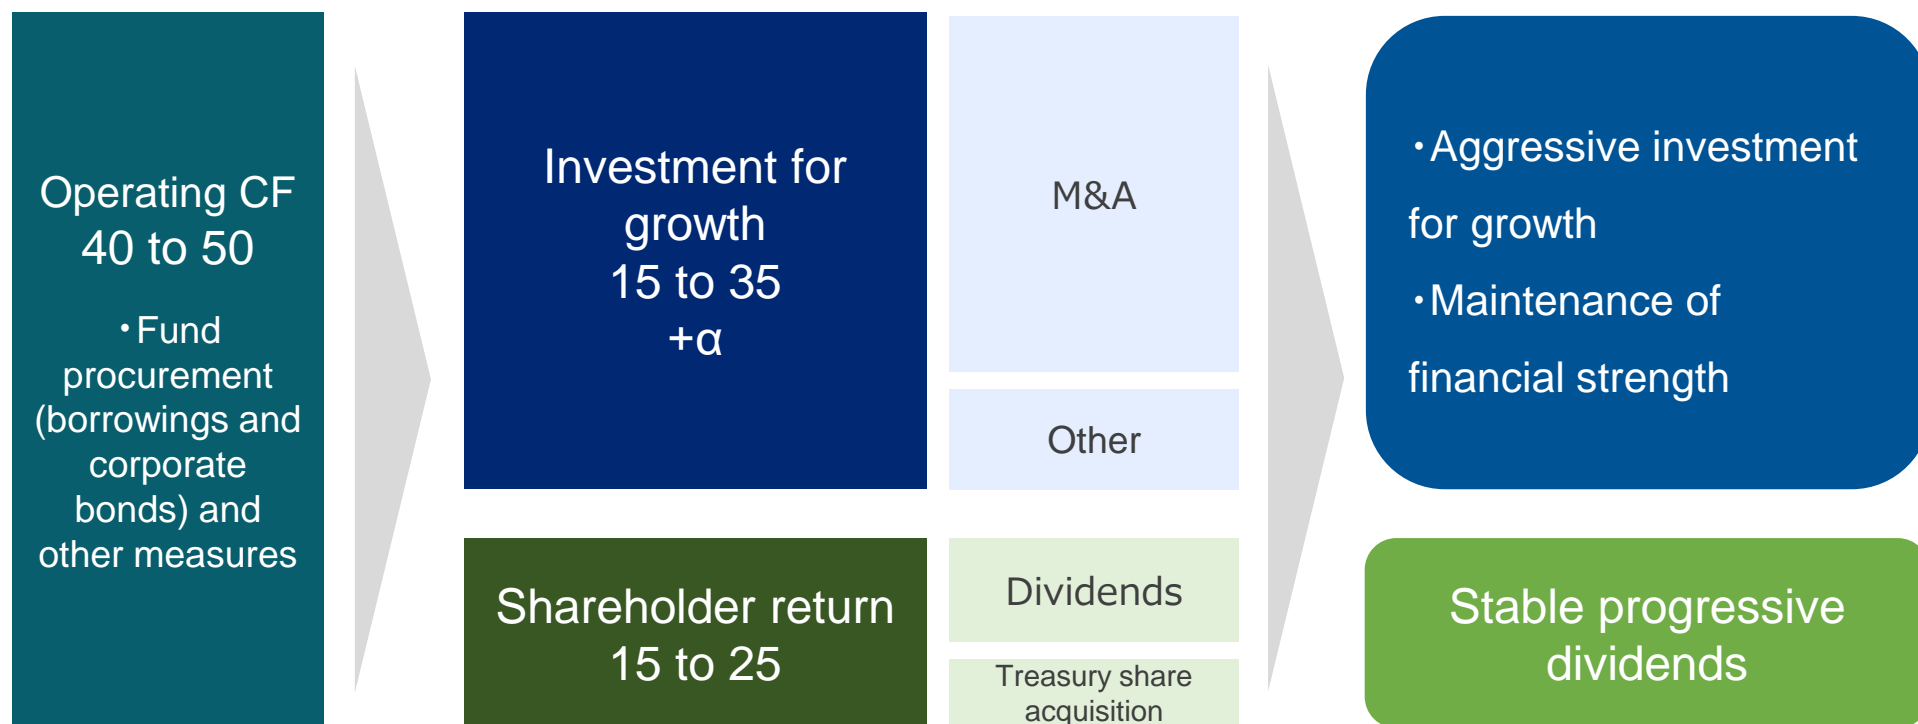 Operating CF
40 to 50
・Fund
procurement
(borrowings and
corporate
bonds) and
other measures
Investment for
growth
15 to 35
+α
M&A
Other
・Aggressive investment
for growth
・Maintenance of
financial strength
Shareholder return
15 to 25
Dividends
Treasury share
acquisition
Stable progressive
dividends